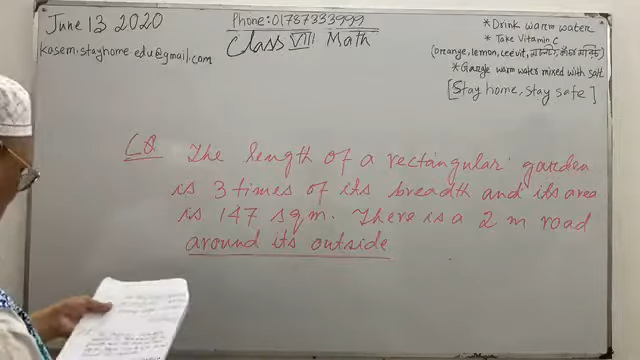 June 13 2020
kasem.stayhome edu@gmail.com
Phone: 01787333999
Class VIII Math
* Drink warm water
* Take Vitamin C
(orange, lemon, ceevit,
* Gargle warm water mixed with salt
[Stay home, stay safe]
The length of a rectangular garden
is 3 times of its breadth and its area
is 147 sqm. There is a 2 m road
around its outside